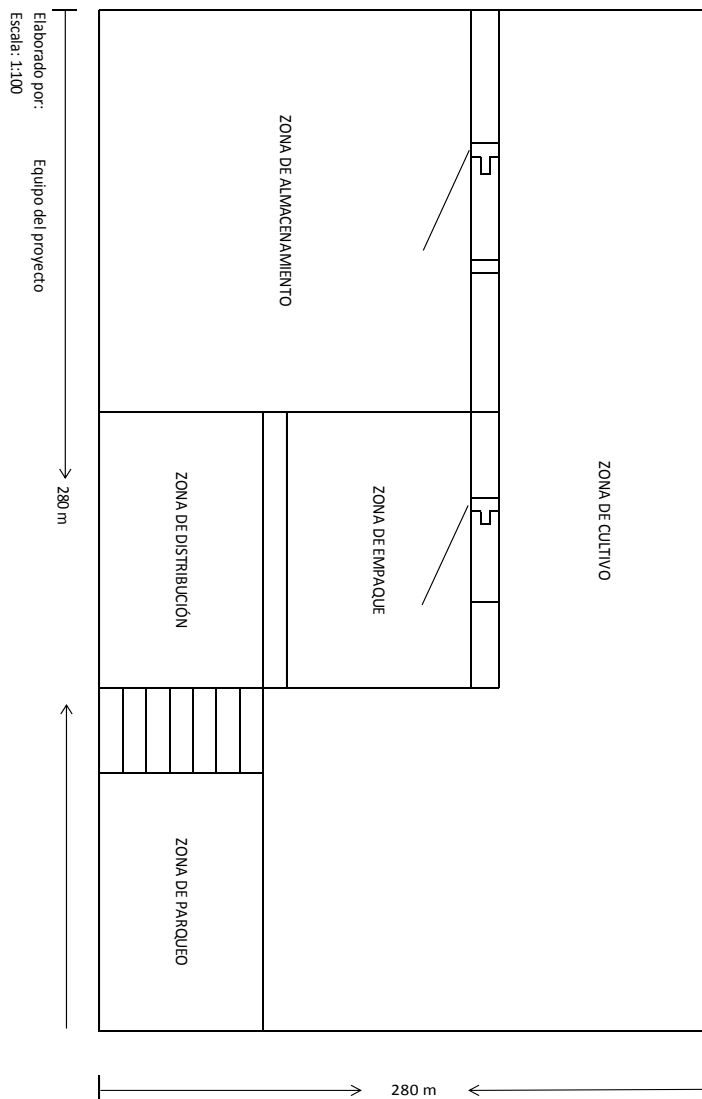 ZONA DE CULTIVO
ZONA DE ALMACENAMIENTO
ZONA DE EMPAQUE
ZONA DE DISTRIBUCIÓN
ZONA DE PARQUEO
280 m
280 m
Elaborado por: Equipo del proyecto
Escala: 1:100